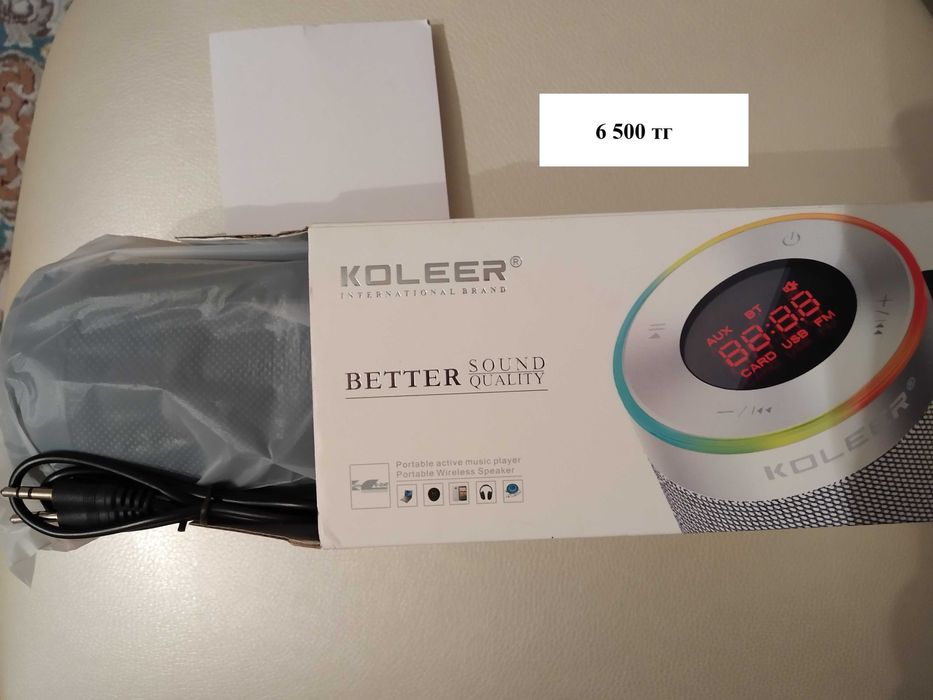 6 500 тг
KOLEER®
INTERNATIONAL BRAND
BETTER SOUND QUALITY
Portable active music player
Portable Wireless Speaker
AUX BT
88:88
CARD USB FM
KOLEER®